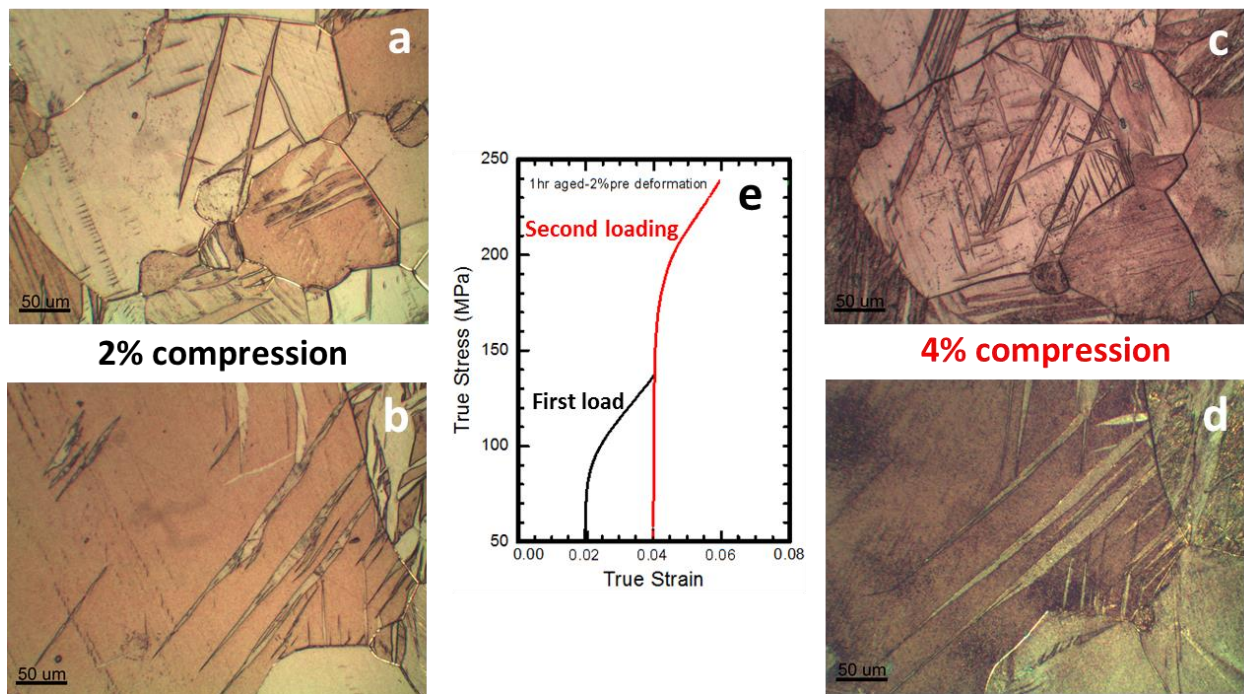 a
50 um
2% compression
b
50 um
250
200
150
100
50
0.00 0.02 0.04 0.06 0.08
True Stress (MPa)
True Strain
1hr aged-2%pre deformation
e
Second loading
First load
c
50 um
4% compression
d
50 um